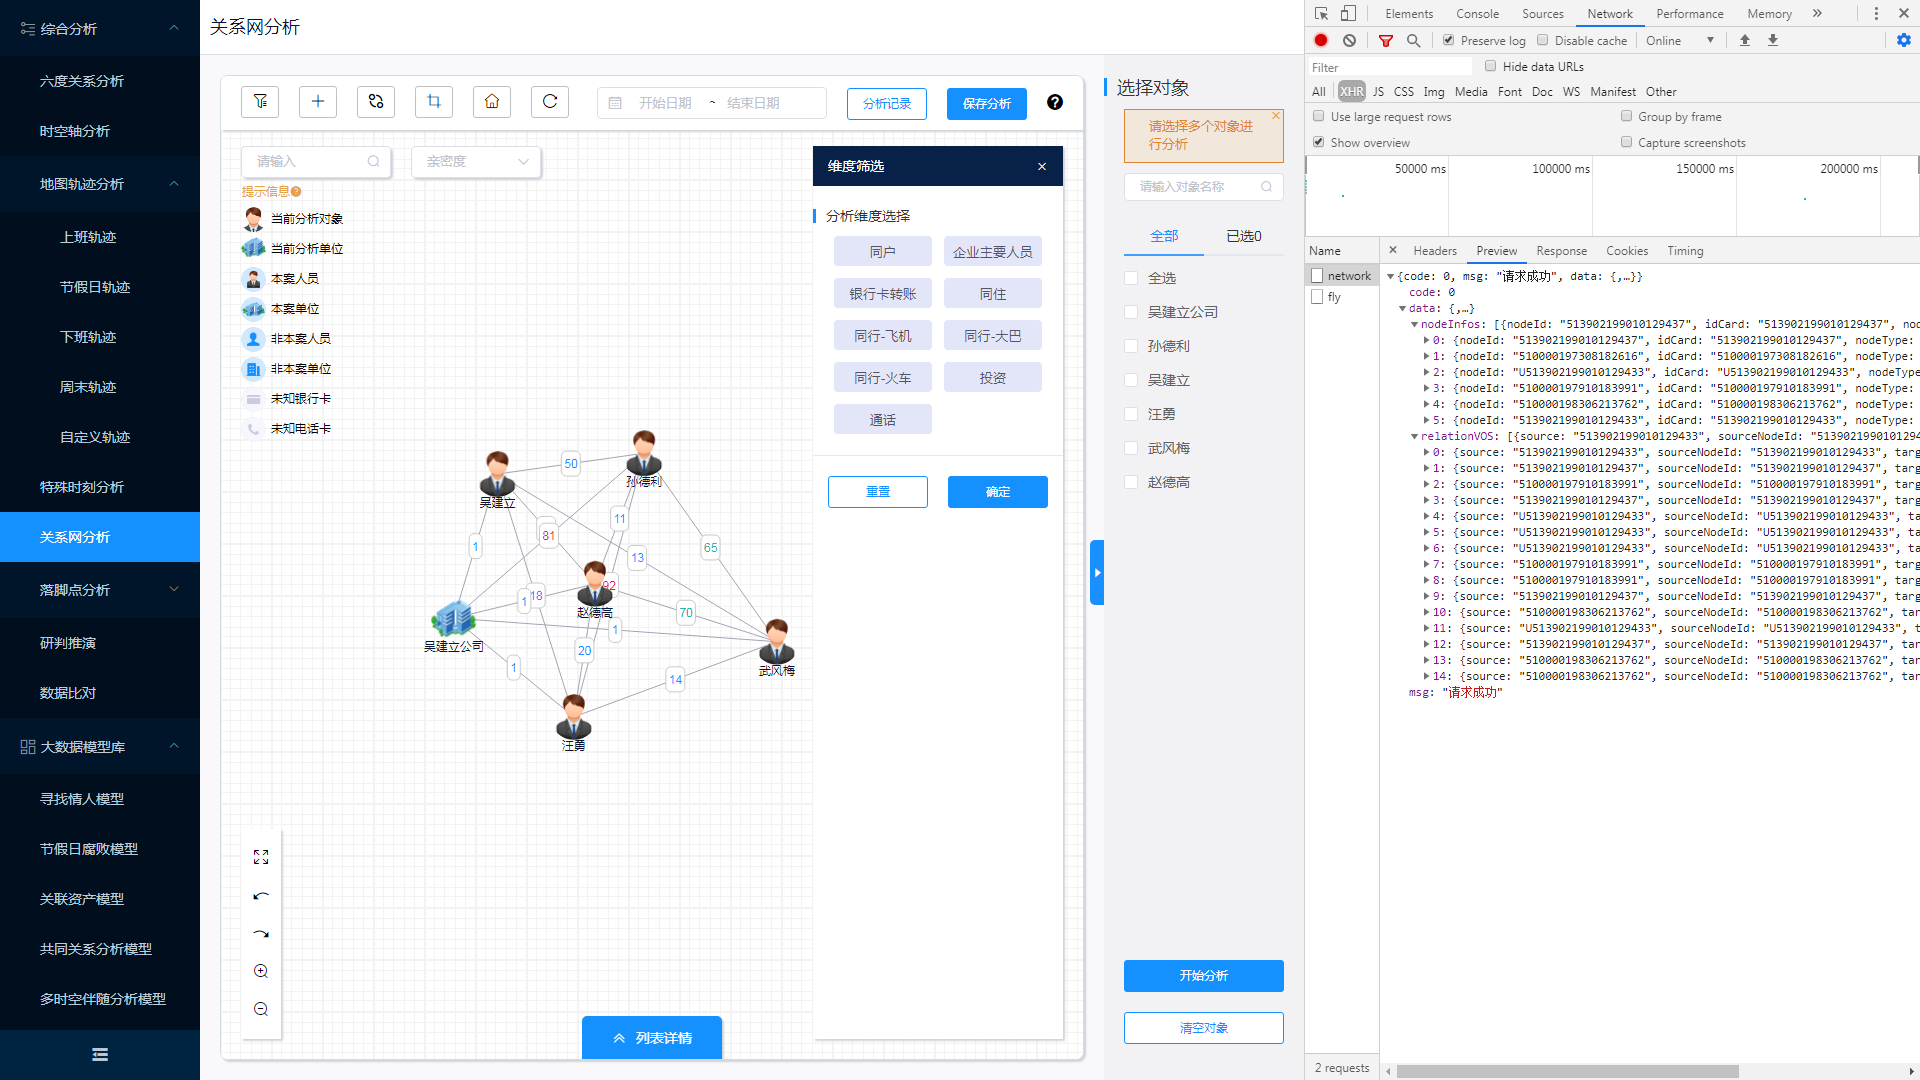 综合分析
六度关系分析
时空轴分析
地图轨迹分析
上班轨迹
节假日轨迹
下班轨迹
周末轨迹
自定义轨迹
特殊时刻分析
关系网分析
落脚点分析
研判推演
数据比对
大数据模型库
寻找情人模型
节假日腐败模型
关联资产模型
共同关系分析模型
多时空伴随分析模型
关系网分析
开始日期 ~ 结束日期
分析记录
保存分析
请输入
亲密度
提示信息
当前分析对象
当前分析单位
本案人员
本案单位
非本案人员
非本案单位
未知银行卡
未知电话卡
50
孙德利
吴建立
11
81
1
13
65
92
18
1
赵德高
70
1
吴建立公司
20
1
武风梅
14
汪勇
列表详情
维度筛选
分析维度选择
同户 企业主要人员
银行卡转账 同住
同行-飞机 同行-大巴
同行-火车 投资
通话
重置 确定
选择对象
请选择多个对象进
行分析
请输入对象名称
全部 已选0
全选
吴建立公司
孙德利
吴建立
汪勇
武风梅
赵德高
开始分析
清空对象
Elements Console Sources Network Performance Memory »
Preserve log Disable cache Online
Filter Hide data URLs
All XHR JS CSS Img Media Font Doc WS Manifest Other
Use large request rows Group by frame
Show overview Capture screenshots
50000 ms 100000 ms 150000 ms 200000 ms
Name Headers Preview Response Cookies Timing
network
fly
{code: 0, msg: "请求成功", data: {,…}}
code: 0
data: {,…}
nodeInfos: [{nodeId: "513902199010129437", idCard: "513902199010129437", no
0: {nodeId: "513902199010129437", idCard: "513902199010129437", nodeType:
1: {nodeId: "510000197308182616", idCard: "510000197308182616", nodeType:
2: {nodeId: "U513902199010129433", idCard: "U513902199010129433", nodeTyp
3: {nodeId: "510000197910183991", idCard: "510000197910183991", nodeType:
4: {nodeId: "510000198306213762", idCard: "510000198306213762", nodeType:
5: {nodeId: "513902199010129433", idCard: "513902199010129433", nodeType:
relationVOS: [{source: "513902199010129433", sourceNodeId: "5139021990101294
0: {source: "513902199010129433", sourceNodeId: "513902199010129433", targ
1: {source: "513902199010129437", sourceNodeId: "513902199010129437", targ
2: {source: "510000197910183991", sourceNodeId: "510000197910183991", targ
3: {source: "513902199010129437", sourceNodeId: "513902199010129437", targ
4: {source: "U513902199010129433", sourceNodeId: "U513902199010129433", ta
5: {source: "U513902199010129433", sourceNodeId: "U513902199010129433", ta
6: {source: "U513902199010129433", sourceNodeId: "U513902199010129433", ta
7: {source: "510000197910183991", sourceNodeId: "510000197910183991", targ
8: {source: "510000197910183991", sourceNodeId: "510000197910183991", targ
9: {source: "513902199010129433", sourceNodeId: "513902199010129433", targ
10: {source: "510000198306213762", sourceNodeId: "510000198306213762", tar
11: {source: "U513902199010129433", sourceNodeId: "U513902199010129433", t
12: {source: "513902199010129437", sourceNodeId: "513902199010129437", tar
13: {source: "510000198306213762", sourceNodeId: "510000198306213762", tar
14: {source: "510000198306213762", sourceNodeId: "510000198306213762", tar
msg: "请求成功"
2 requests